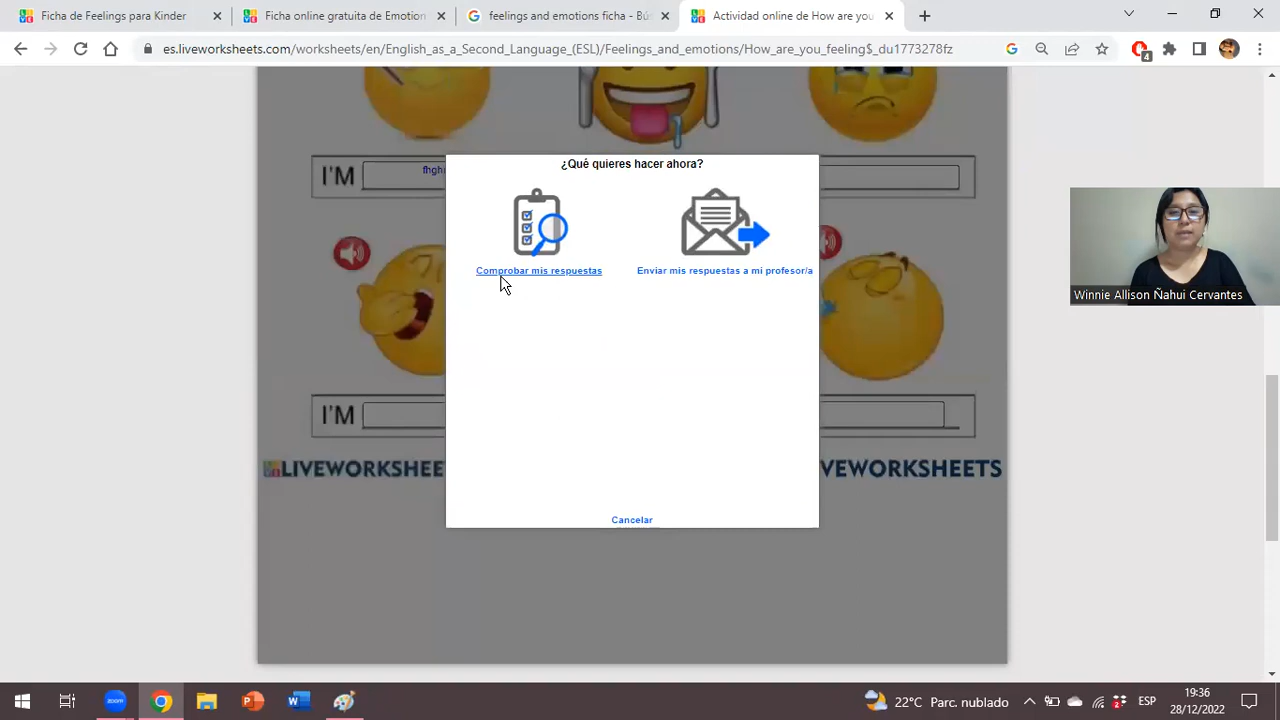 Ficha de Feelings para Kinder
Ficha online gratuita de Emotion
feelings and emotions ficha - Bús
Actividad online de How are you
es.liveworksheets.com/worksheets/en/English_as_a_Second_Language_(ESL)/Feelings_and_emotions/How_are_you_feeling$_du1773278fz
4
¿Qué quieres hacer ahora?
I'M
Comprobar mis respuestas
Enviar mis respuestas a mi profesor/a
Winnie Allison Ñahui Cervantes
I'M
LIVEWORKSHEE
VEWORKSHEETS
Cancelar
zoom
22°C Parc. nublado
ESP
19:36
28/12/2022